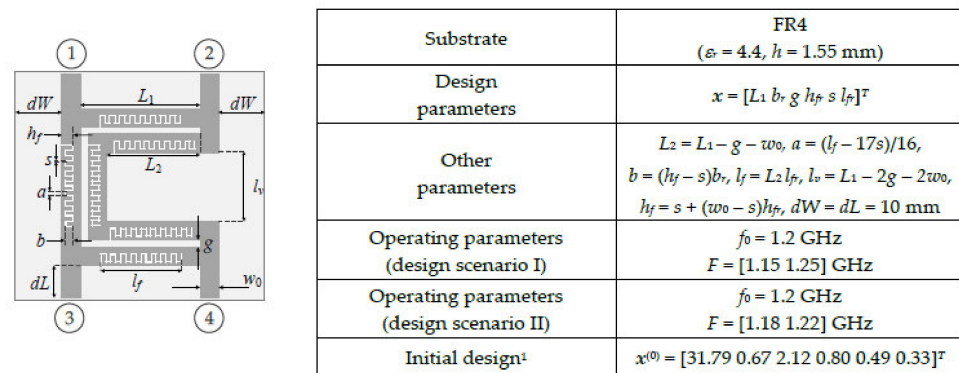 1
2
dW
L1
dW
hf
s
L2
a
lv
b
g
lf
dL
w0
3
4
Substrate
FR4
(εr = 4.4, h = 1.55 mm)
Design
parameters
x = [L1 br g hfr s lfr]T
Other
parameters
L2 = L1 – g – w0, a = (lf – 17s)/16,
b = (hf – s)br, lf = L2 lfr, lv = L1 – 2g – 2w0,
hf = s + (w0 – s)hfr, dW = dL = 10 mm
Operating parameters
(design scenario I)
f0 = 1.2 GHz
F = [1.15 1.25] GHz
Operating parameters
(design scenario II)
f0 = 1.2 GHz
F = [1.18 1.22] GHz
Initial design1
x(0) = [31.79 0.67 2.12 0.80 0.49 0.33]T